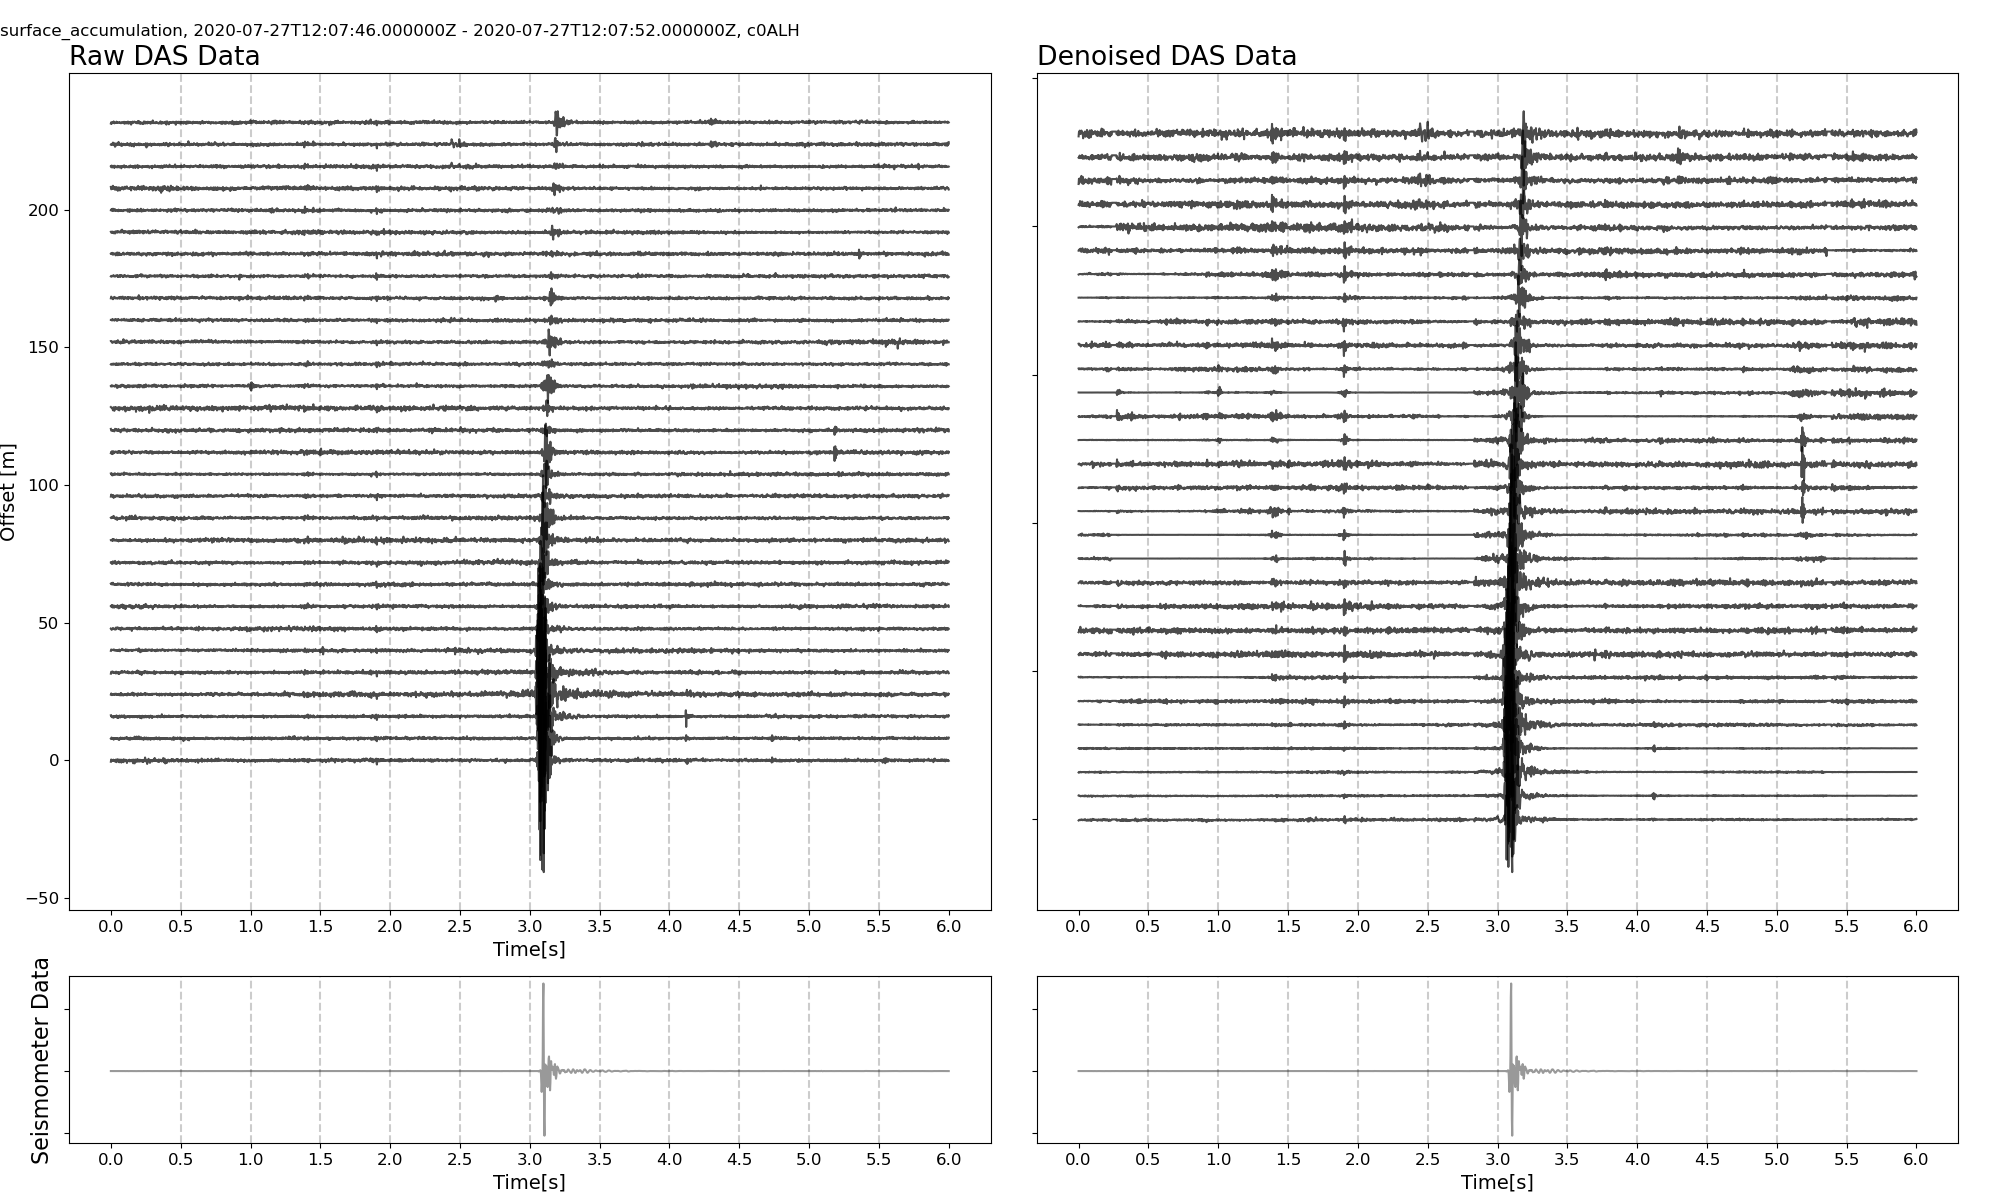 surface_accumulation, 2020-07-27T12:07:46.000000Z - 2020-07-27T12:07:52.000000Z, c0ALH
Raw DAS Data
Denoised DAS Data
Offset [m]
200
150
100
50
0
−50
0.0 0.5 1.0 1.5 2.0 2.5 3.0 3.5 4.0 4.5 5.0 5.5 6.0
Time[s]
0.0 0.5 1.0 1.5 2.0 2.5 3.0 3.5 4.0 4.5 5.0 5.5 6.0
Seismometer Data
0.0 0.5 1.0 1.5 2.0 2.5 3.0 3.5 4.0 4.5 5.0 5.5 6.0
Time[s]
0.0 0.5 1.0 1.5 2.0 2.5 3.0 3.5 4.0 4.5 5.0 5.5 6.0
Time[s]